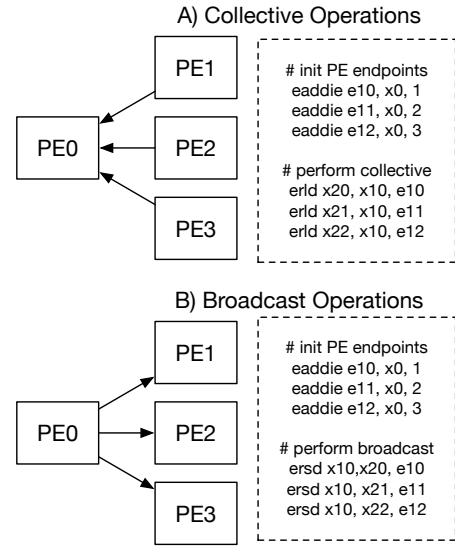 A) Collective Operations
PE0
PE1
PE2
PE3
# init PE endpoints
eaddie e10, x0, 1
eaddie e11, x0, 2
eaddie e12, x0, 3
# perform collective
erld x20, x10, e10
erld x21, x10, e11
erld x22, x10, e12
B) Broadcast Operations
PE0
PE1
PE2
PE3
# init PE endpoints
eaddie e10, x0, 1
eaddie e11, x0, 2
eaddie e12, x0, 3
# perform broadcast
ersd x10,x20, e10
ersd x10, x21, e11
ersd x10, x22, e12